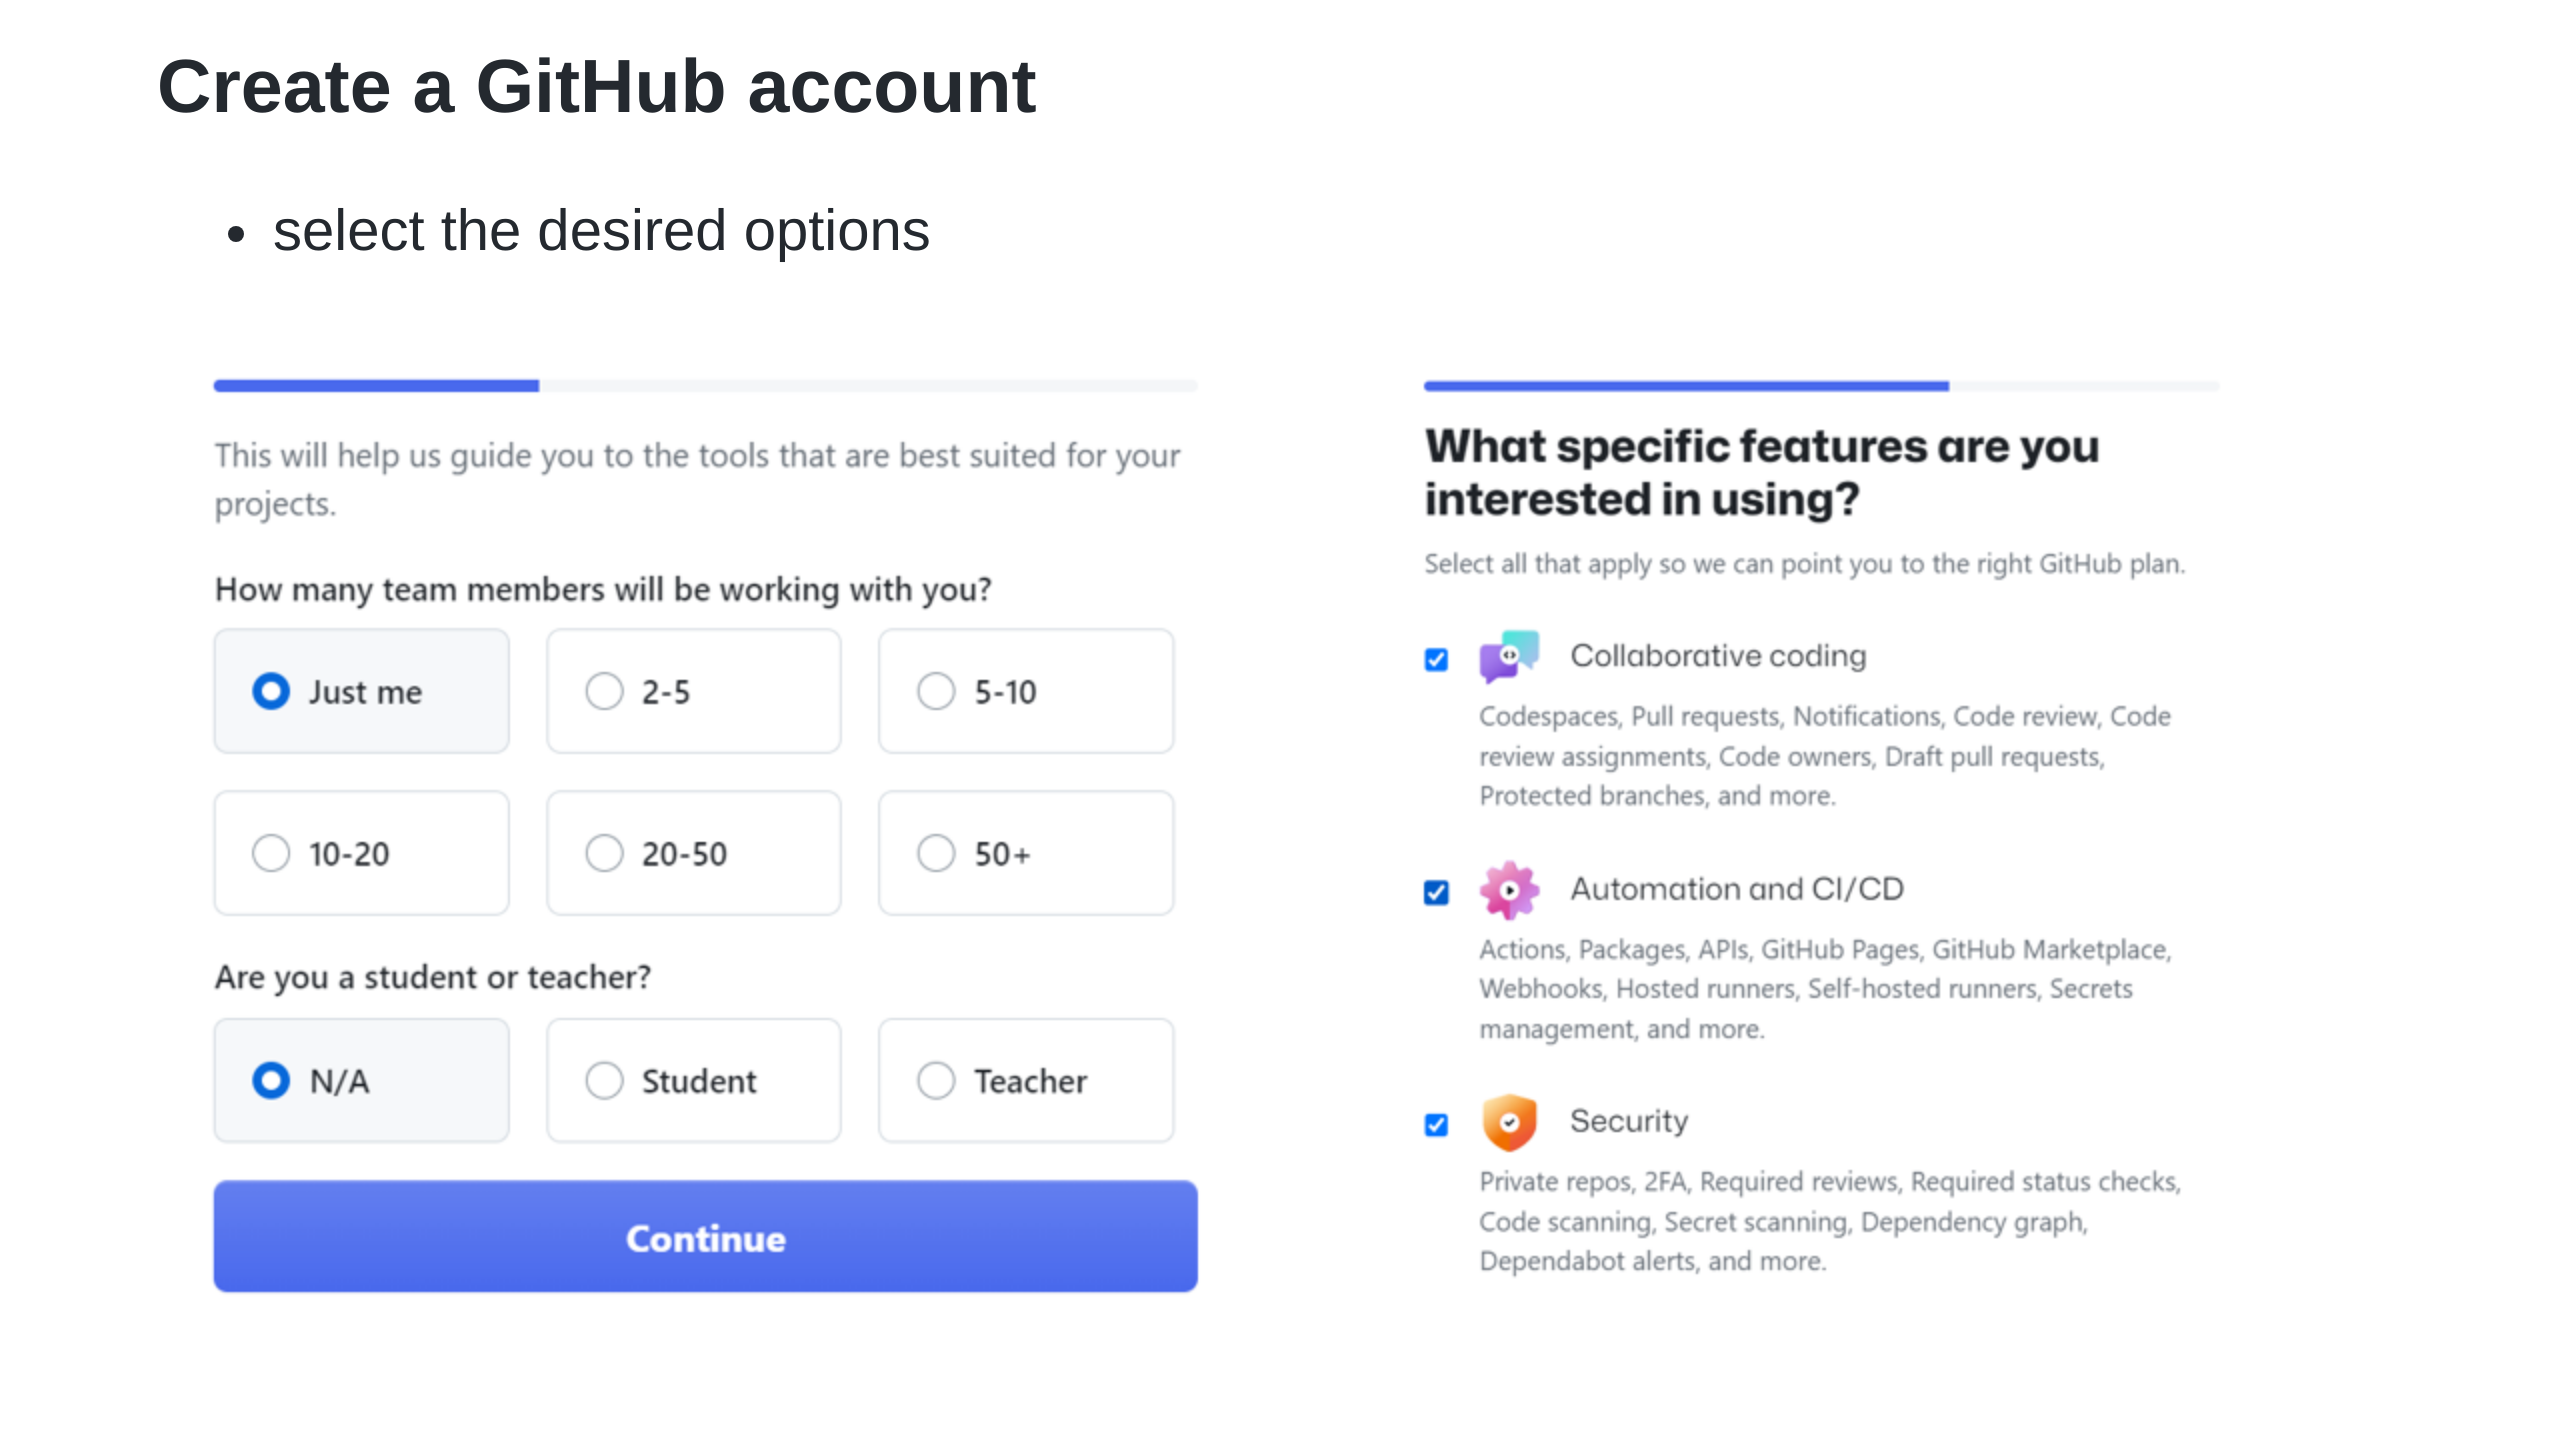 Create a GitHub account
• select the desired options
This will help us guide you to the tools that are best suited for your
projects.
How many team members will be working with you?
Just me
2-5
5-10
10-20
20-50
50+
Are you a student or teacher?
N/A
Student
Teacher
Continue
What specific features are you
interested in using?
Select all that apply so we can point you to the right GitHub plan.
Collaborative coding
Codespaces, Pull requests, Notifications, Code review, Code
review assignments, Code owners, Draft pull requests,
Protected branches, and more.
Automation and CI/CD
Actions, Packages, APIs, GitHub Pages, GitHub Marketplace,
Webhooks, Hosted runners, Self-hosted runners, Secrets
management, and more.
Security
Private repos, 2FA, Required reviews, Required status checks,
Code scanning, Secret scanning, Dependency graph,
Dependabot alerts, and more.